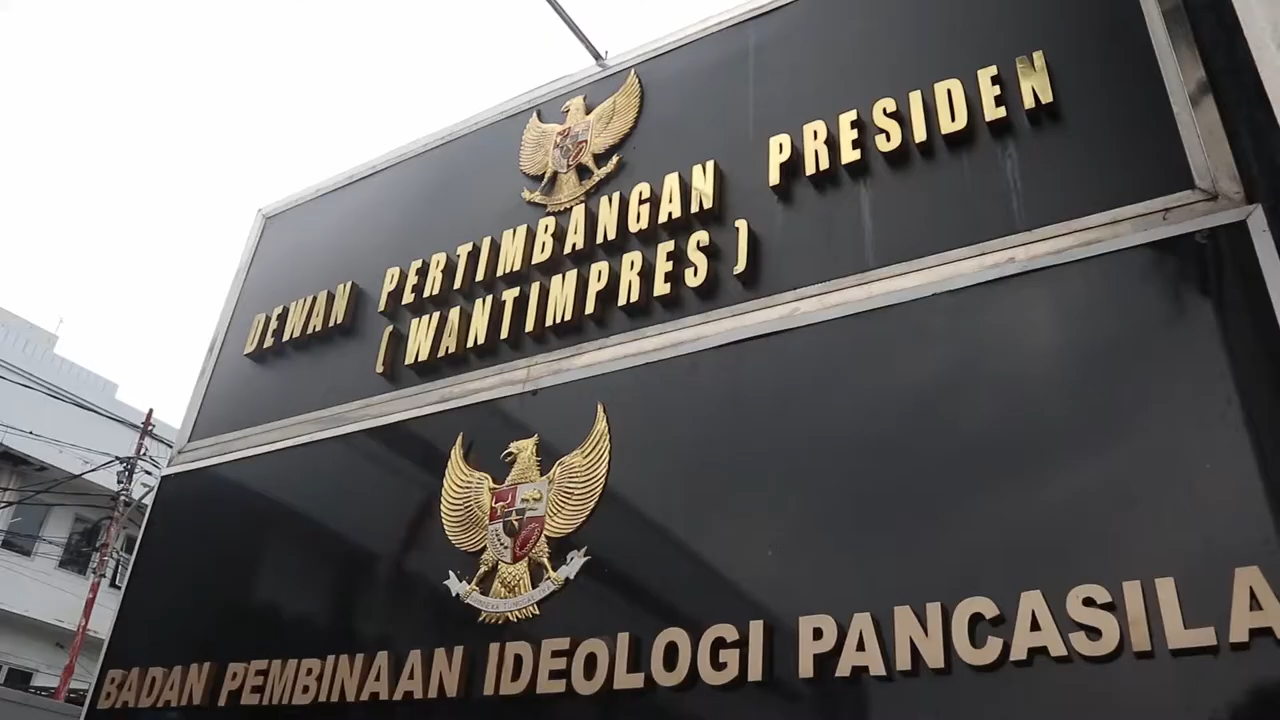 DEWAN PERTIMBANGAN PRESIDEN
( WANTIMPRES )
BADAN PEMBINAAN IDEOLOGI PANCASILA